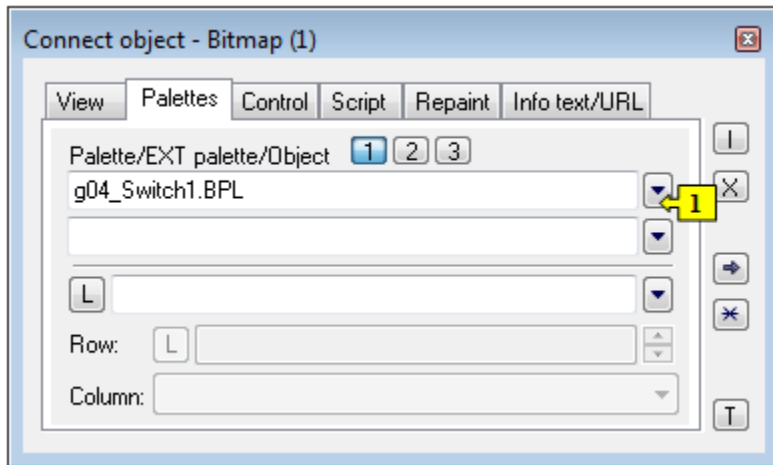 Connect object - Bitmap (1)
View Palettes Control Script Repaint Info text/URL
Palette/EXT palette/Object 1 2 3
I
g04_Switch1.BPL
1
X
L
Row: L
Column:
T